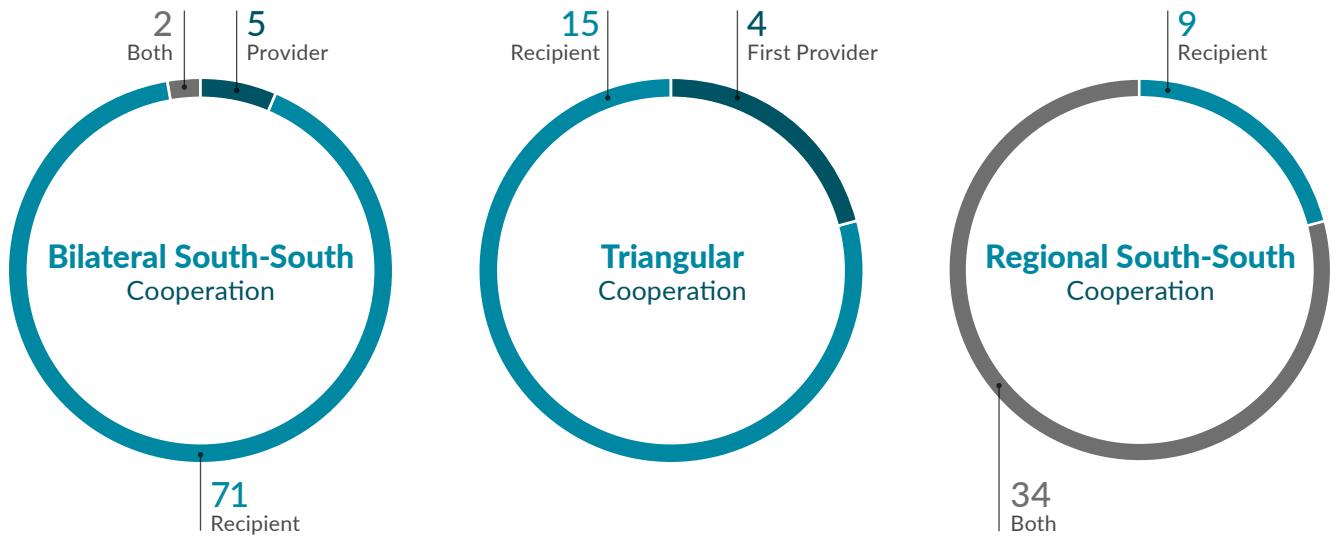 2
Both
5
Provider
Bilateral South-South
Cooperation
71
Recipient
15
Recipient
4
First Provider
Triangular
Cooperation
9
Recipient
Regional South-South
Cooperation
34
Both